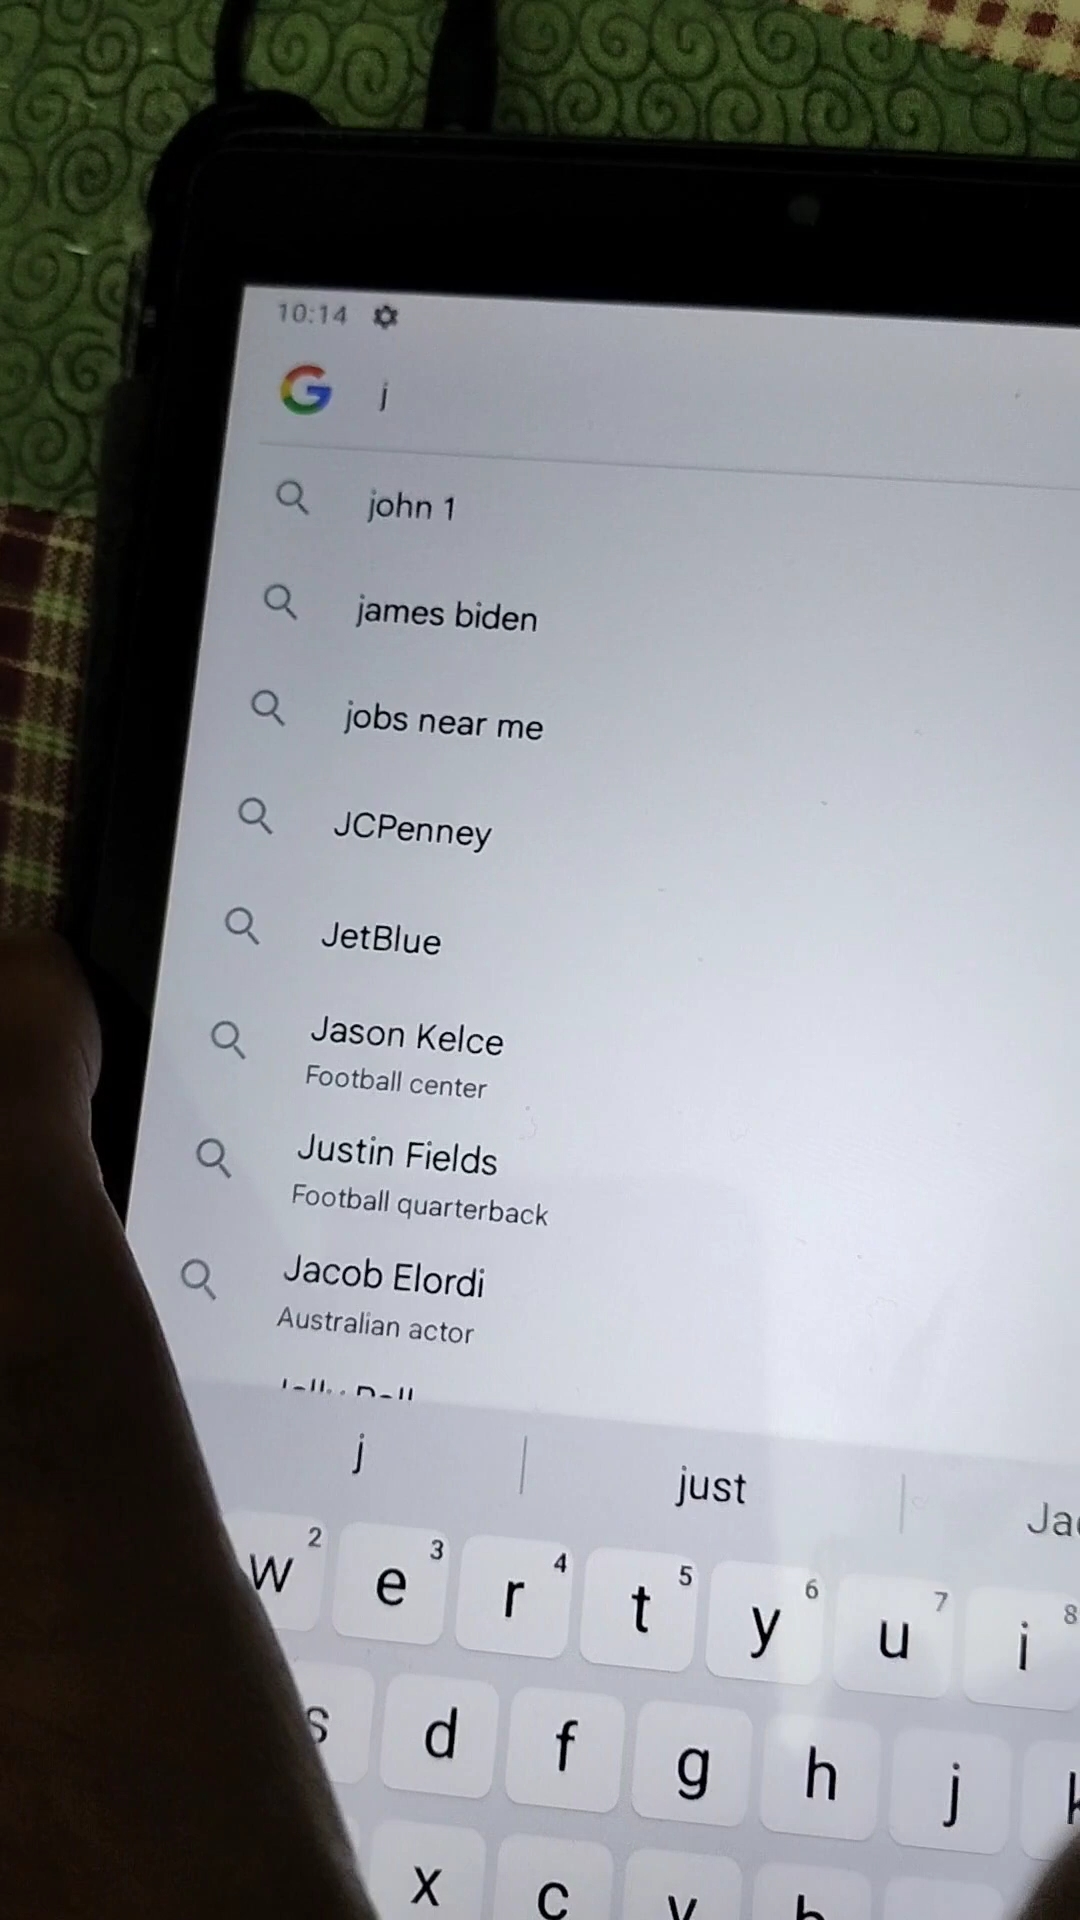 10:14
G j
john 1
james biden
jobs near me
JCPenney
JetBlue
Jason Kelce
Football center
Justin Fields
Football quarterback
Jacob Elordi
Australian actor
j just
2 3 4 5 6 7 8
w e r t y u i
s d f g h j k
x c v b